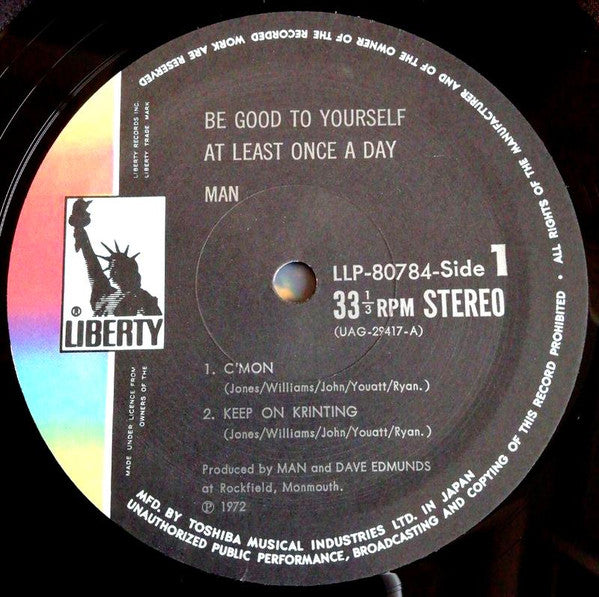 BE GOOD TO YOURSELF
AT LEAST ONCE A DAY
MAN
LIBERTY RECORDS INC.
LIBERTY TRADE MARK
® LIBERTY
MADE UNDER LICENCE FROM
OWNERS OF THE
LLP-80784-Side 1
33 1/3 RPM STEREO
(UAG-29417-A)
1. C'MON
(Jones/Williams/John/Youatt/Ryan.)
2. KEEP ON KRINTING
(Jones/Williams/John/Youatt/Ryan.)
Produced by MAN and DAVE EDMUNDS
at Rockfield, Monmouth.
Ⓟ 1972
MFD. BY TOSHIBA MUSICAL INDUSTRIES LTD. IN JAPAN
UNAUTHORIZED PUBLIC PERFORMANCE, BROADCASTING AND COPYING OF THIS RECORD PROHIBITED · ALL RIGHTS OF THE MANUFACTURER AND OF THE OWNER OF THE RECORDED WORK ARE RESERVED